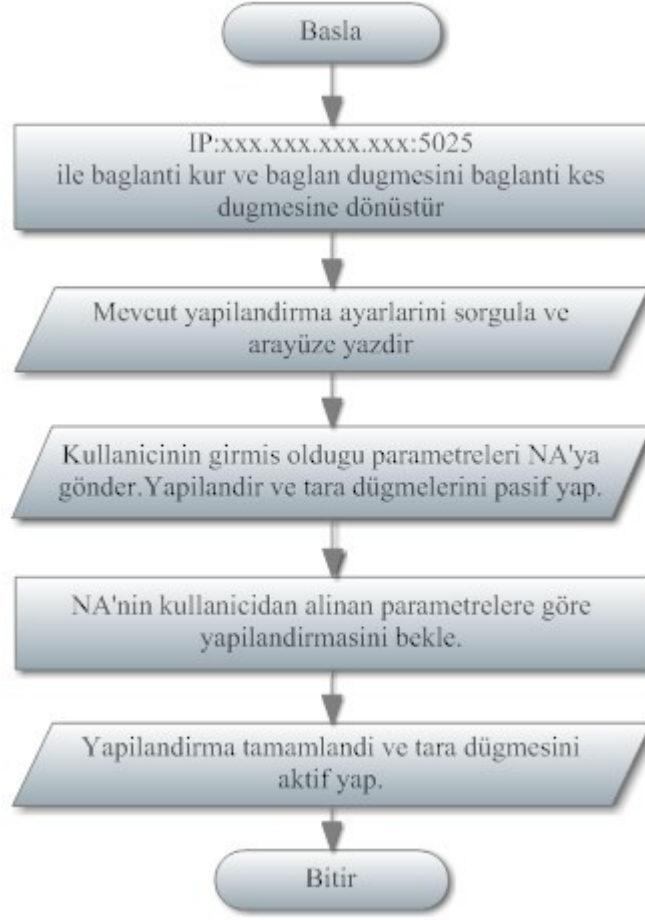 Basla
IP:xxx.xxx.xxx.xxx:5025
ile baglanti kur ve baglan dugmesini baglanti kes
dugmesine dönüstür
Mevcut yapilandirma ayarlarini sorgula ve
arayüze yazdir
Kullanicinin girmis oldugu parametreleri NA'ya
gönder.Yapilandir ve tara dügmelerini pasif yap.
NA'nin kullanicidan alinan parametrelere göre
yapilandirmasini bekle.
Yapilandirma tamamlandi ve tara dügmesini
aktif yap.
Bitir